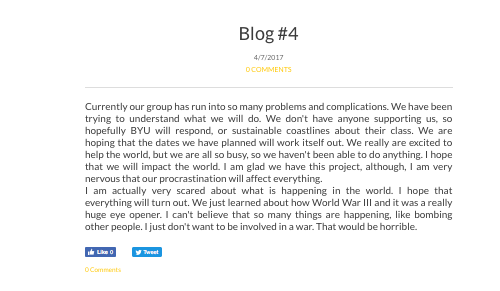 Blog #4
4/7/2017
0 COMMENTS
Currently our group has run into so many problems and complications. We have been
trying to understand what we will do. We don't have anyone supporting us, so
hopefully BYU will respond, or sustainable coastlines about their class. We are
hoping that the dates we have planned will work itself out. We really are excited to
help the world, but we are all so busy, so we haven't been able to do anything. I hope
that we will impact the world. I am glad we have this project, although, I am very
nervous that our procrastination will affect everything.
I am actually very scared about what is happening in the world. I hope that
everything will turn out. We just learned about how World War III and it was a really
huge eye opener. I can't believe that so many things are happening, like bombing
other people. I just don't want to be involved in a war. That would be horrible.
Like 0 Tweet
0 Comments